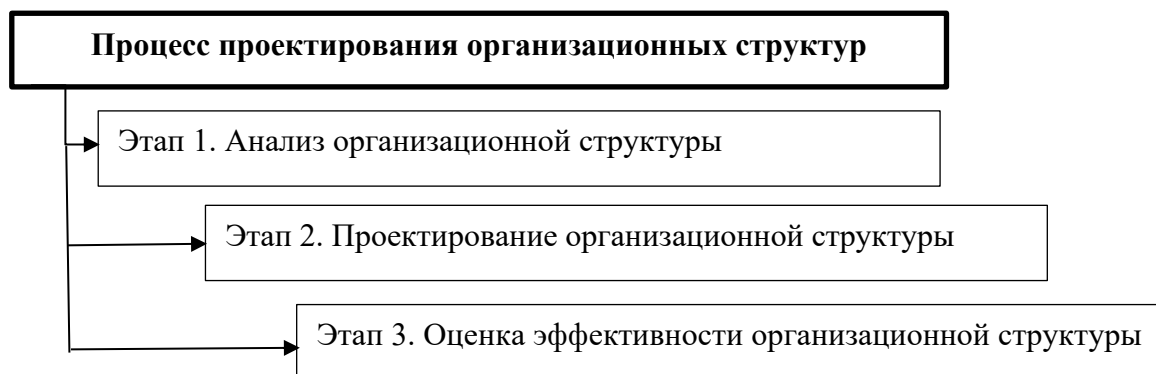 Процесс проектирования организационных структур
Этап 1. Анализ организационной структуры
Этап 2. Проектирование организационной структуры
Этап 3. Оценка эффективности организационной структуры